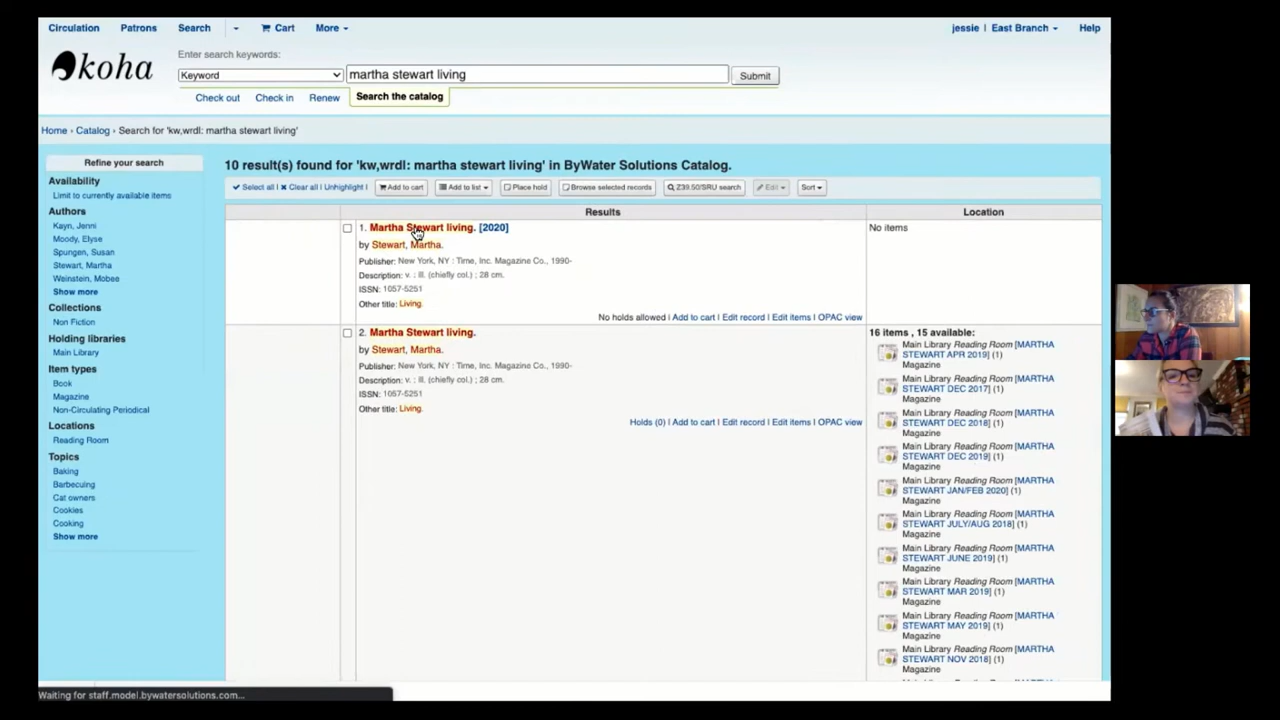 Circulation Patrons Search Cart More jessie | East Branch Help
Enter search keywords:
koha
Keyword martha stewart living Submit
Check out Check in Renew Search the catalog
Home › Catalog › Search for 'kw,wrdl: martha stewart living'
Refine your search
Availability
Limit to currently available items
Authors
Kayn, Jenni
Moody, Elyse
Spungen, Susan
Stewart, Martha
Weinstein, Mobee
Show more
Collections
Non Fiction
Holding libraries
Main Library
Item types
Book
Magazine
Non-Circulating Periodical
Locations
Reading Room
Topics
Baking
Barbecuing
Cat owners
Cookies
Cooking
Show more
10 result(s) found for 'kw,wrdl: martha stewart living' in ByWater Solutions Catalog.
Select all | Clear all | Unhighlight | Add to cart Add to list Place hold Browse selected records Z39.50/SRU search Edit Sort
Results Location
1. Martha Stewart living. [2020]
by Stewart, Martha.
Publisher: New York, NY : Time, Inc. Magazine Co., 1990-
Description: v. ; ill. (chiefly col.) ; 28 cm.
ISSN: 1057-5251
Other title: Living.
No holds allowed | Add to cart | Edit record | Edit items | OPAC view
No items
2. Martha Stewart living.
by Stewart, Martha.
Publisher: New York, NY : Time, Inc. Magazine Co., 1990-
Description: v. ; ill. (chiefly col.) ; 28 cm.
ISSN: 1057-5251
Other title: Living.
Holds (0) | Add to cart | Edit record | Edit items | OPAC view
16 items , 15 available:
Main Library Reading Room [MARTHA
STEWART APR 2019] (1)
Magazine
Main Library Reading Room [MARTHA
STEWART DEC 2017] (1)
Magazine
Main Library Reading Room [MARTHA
STEWART DEC 2018] (1)
Magazine
Main Library Reading Room [MARTHA
STEWART DEC 2019] (1)
Magazine
Main Library Reading Room [MARTHA
STEWART JAN/FEB 2020] (1)
Magazine
Main Library Reading Room [MARTHA
STEWART JULY/AUG 2018] (1)
Magazine
Main Library Reading Room [MARTHA
STEWART JUNE 2019] (1)
Magazine
Main Library Reading Room [MARTHA
STEWART MAR 2019] (1)
Magazine
Main Library Reading Room [MARTHA
STEWART MAY 2019] (1)
Magazine
Main Library Reading Room [MARTHA
STEWART NOV 2018] (1)
Magazine
Waiting for staff.model.bywatersolutions.com...